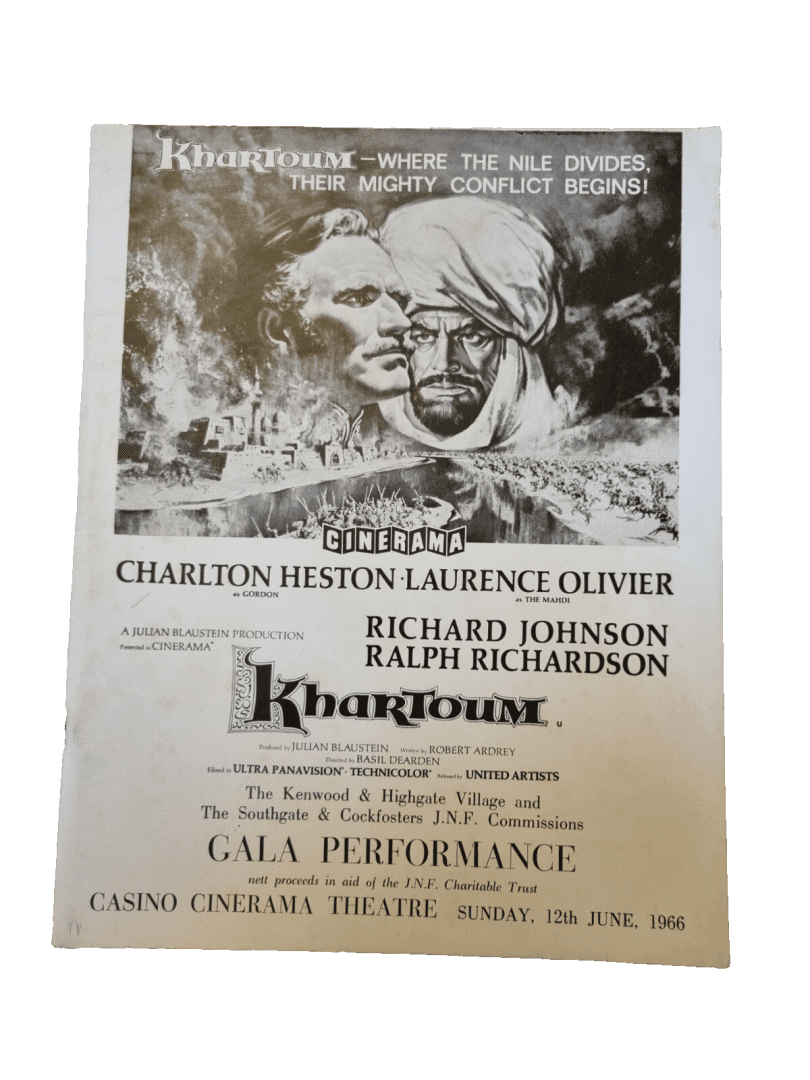 Khartoum —WHERE THE NILE DIVIDES,
THEIR MIGHTY CONFLICT BEGINS!
CINERAMA
CHARLTON HESTON · LAURENCE OLIVIER
as GORDON as THE MAHDI
RICHARD JOHNSON
A JULIAN BLAUSTEIN PRODUCTION
Presented in CINERAMA®
RALPH RICHARDSON
Khartoum U
Produced by JULIAN BLAUSTEIN Written by ROBERT ARDREY
Directed by BASIL DEARDEN
Filmed in ULTRA PANAVISION® · TECHNICOLOR® Released by UNITED ARTISTS
The Kenwood & Highgate Village and
The Southgate & Cockfosters J.N.F. Commissions
GALA PERFORMANCE
nett proceeds in aid of the J.N.F. Charitable Trust
CASINO CINERAMA THEATRE SUNDAY, 12th JUNE, 1966